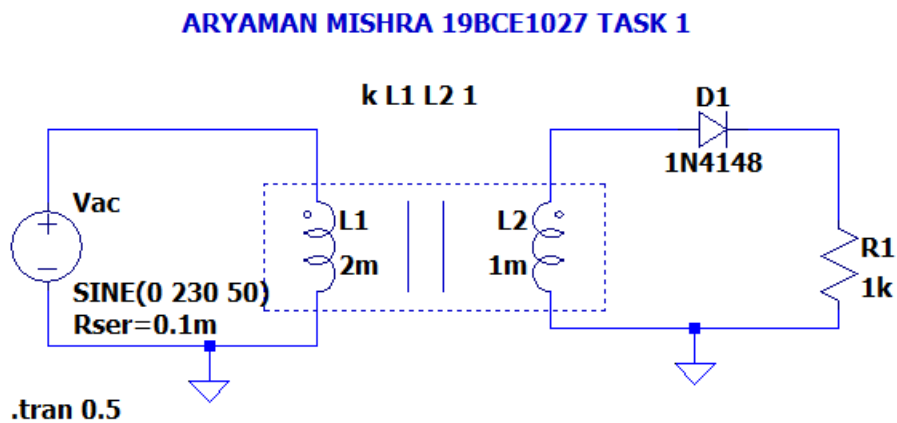 ARYAMAN MISHRA 19BCE1027 TASK 1
k L1 L2 1
D1
1N4148
Vac
L1
L2
2m
1m
R1
1k
SINE(0 230 50)
Rser=0.1m
.tran 0.5